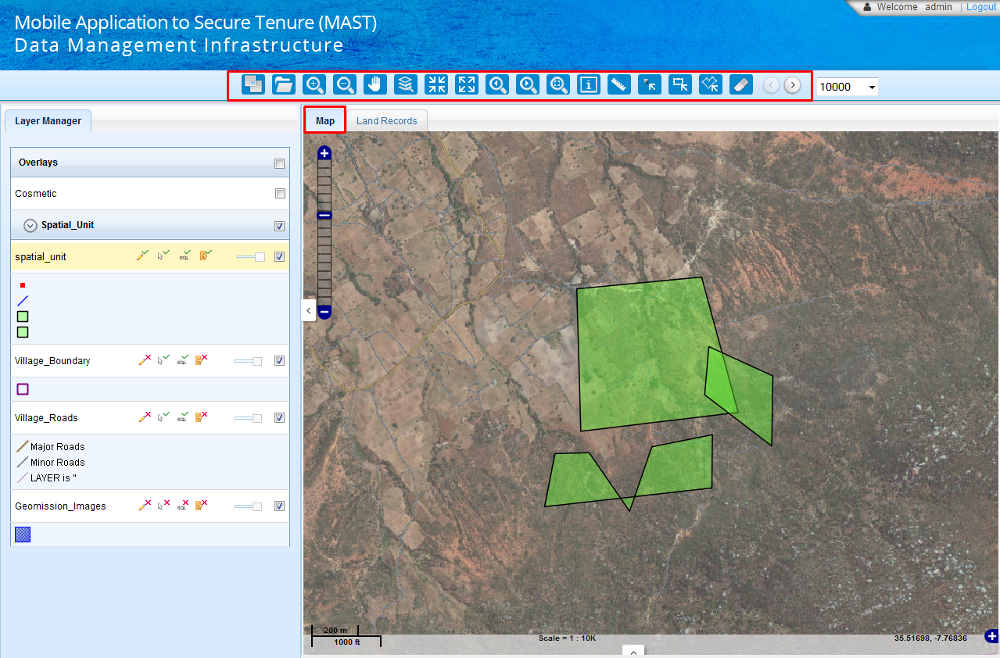 Mobile Application to Secure Tenure (MAST)
Data Management Infrastructure
Welcome admin | Logout
10000
Layer Manager
Map
Land Records
Overlays
Cosmetic
Spatial_Unit
spatial_unit
SQL
Village_Boundary
SQL
Village_Roads
SQL
Major Roads
Minor Roads
LAYER is "
Geomission_Images
SQL
200 m
1000 ft
Scale = 1 : 10K
35.51698, -7.76836